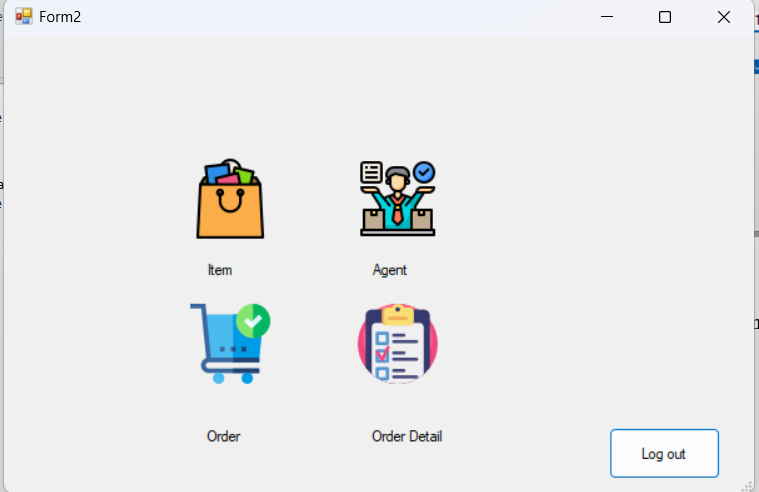 Form2
Item
Agent
Order
Order Detail
Log out